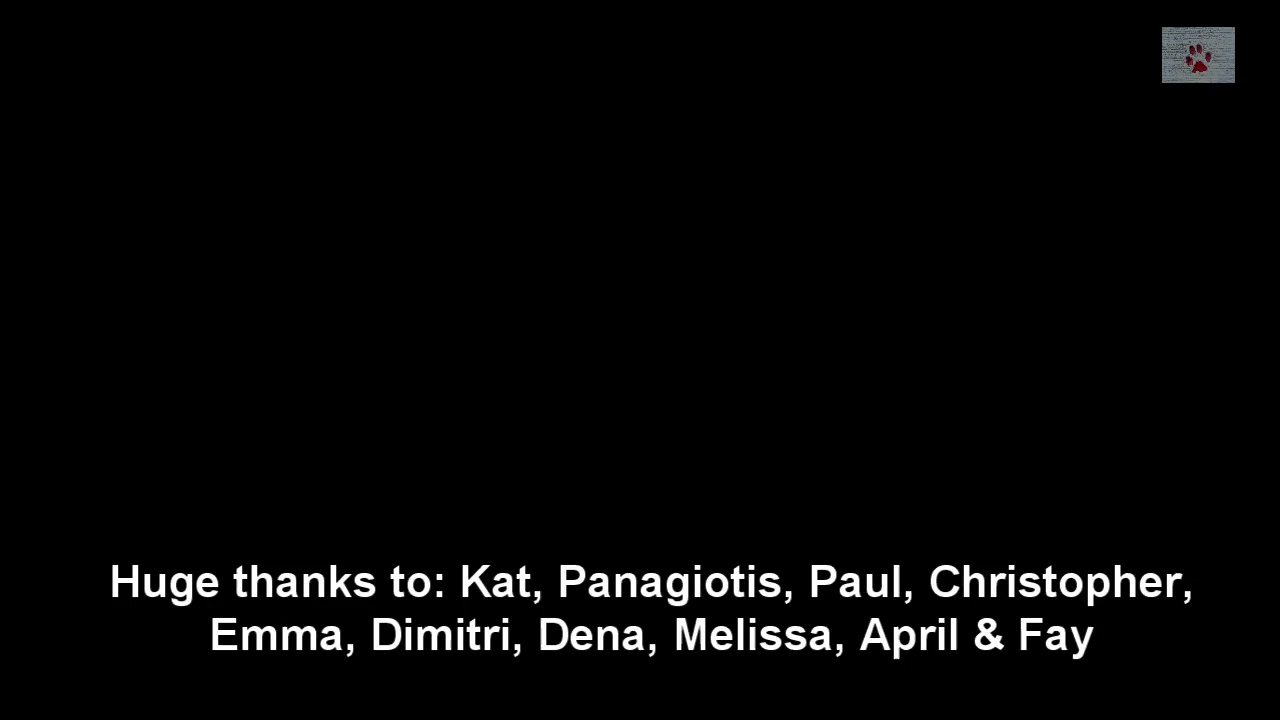 Huge thanks to: Kat, Panagiotis, Paul, Christopher,
Emma, Dimitri, Dena, Melissa, April & Fay